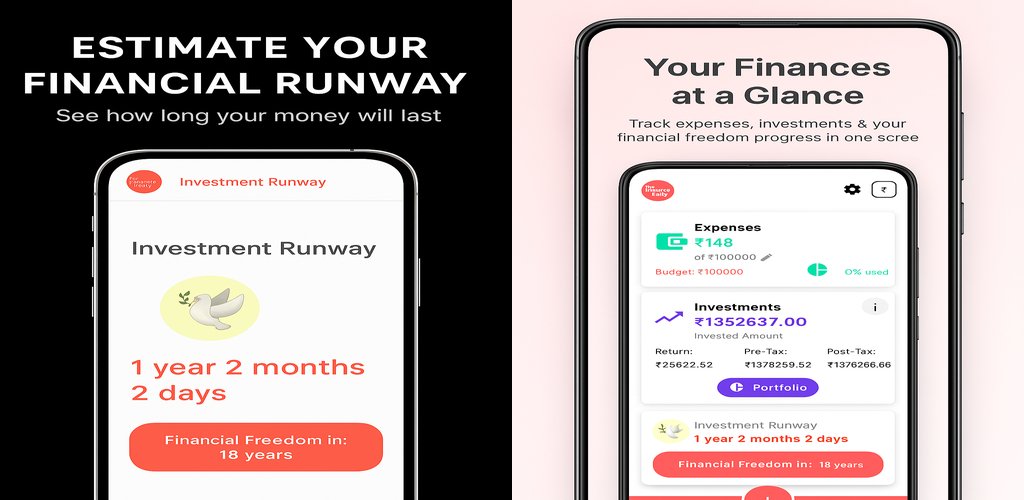 ESTIMATE YOUR
FINANCIAL RUNWAY
See how long your money will last
Investment Runway
Investment Runway
1 year 2 months
2 days
Financial Freedom in:
18 years
Your Finances
at a Glance
Track expenses, investments & your
financial freedom progress in one scree
Expenses
₹148
of ₹100000
Budget: ₹100000
0% used
₹
Investments
i
₹1352637.00
Invested Amount
Return: Pre-Tax: Post-Tax:
₹25622.52 ₹1378259.52 ₹1376266.66
Portfolio
Investment Runway
1 year 2 months 2 days
Financial Freedom in: 18 years